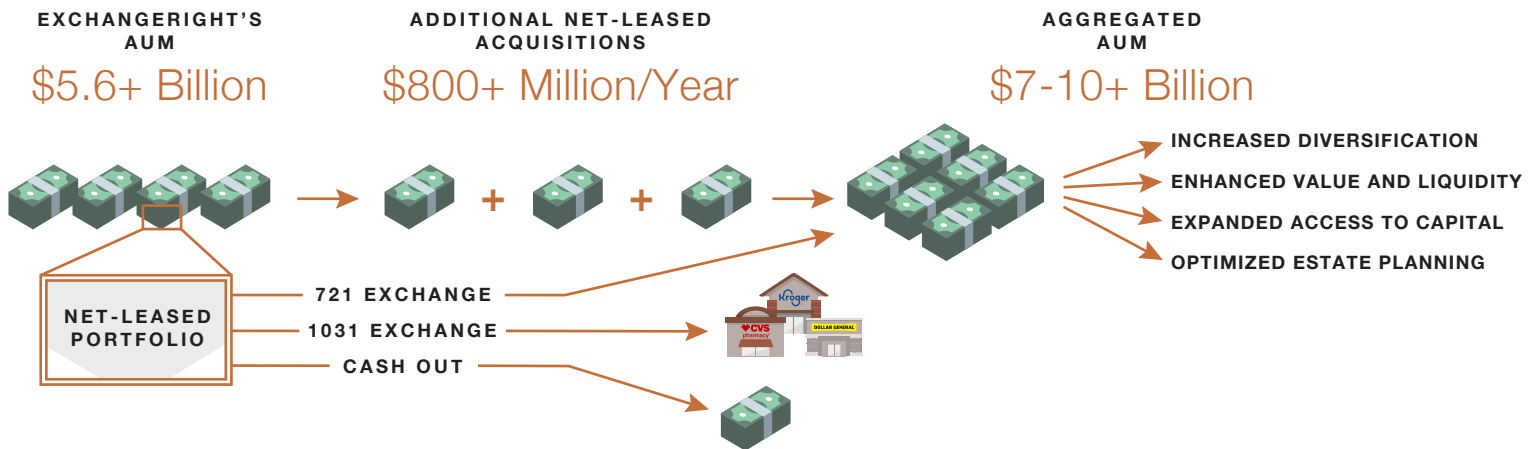 EXCHANGERIGHT'S
AUM
$5.6+ Billion
ADDITIONAL NET-LEASED
ACQUISITIONS
$800+ Million/Year
AGGREGATED
AUM
$7-10+ Billion
INCREASED DIVERSIFICATION
ENHANCED VALUE AND LIQUIDITY
EXPANDED ACCESS TO CAPITAL
OPTIMIZED ESTATE PLANNING
NET-LEASED
PORTFOLIO
721 EXCHANGE
1031 EXCHANGE
CASH OUT
Kroger
CVS
pharmacy
DOLLAR GENERAL